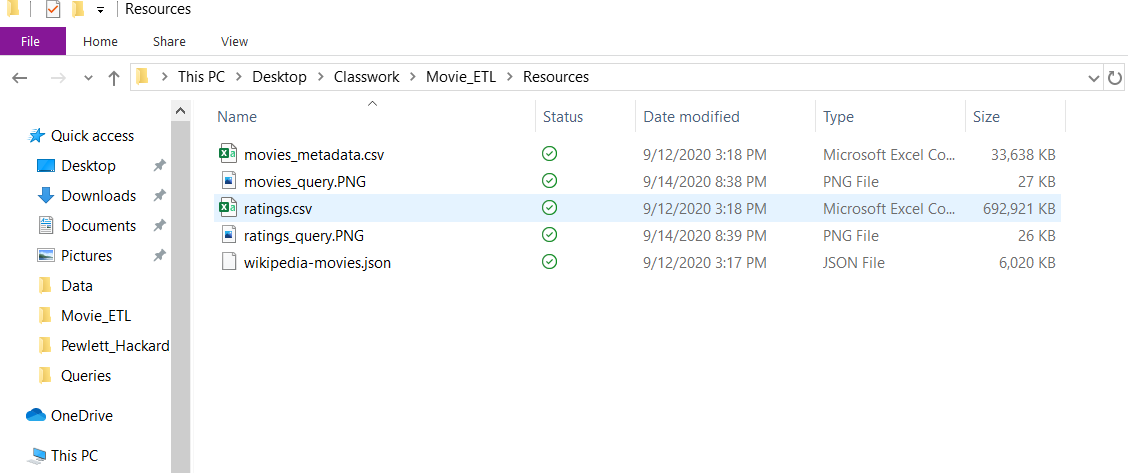 Resources
File Home Share View
This PC Desktop Classwork Movie_ETL Resources
Quick access
Desktop
Downloads
Documents
Pictures
Data
Movie_ETL
Pewlett_Hackard
Queries
OneDrive
This PC
Name Status Date modified Type Size
movies_metadata.csv 9/12/2020 3:18 PM Microsoft Excel Co... 33,638 KB
movies_query.PNG 9/14/2020 8:38 PM PNG File 27 KB
ratings.csv 9/12/2020 3:18 PM Microsoft Excel Co... 692,921 KB
ratings_query.PNG 9/14/2020 8:39 PM PNG File 26 KB
wikipedia-movies.json 9/12/2020 3:17 PM JSON File 6,020 KB